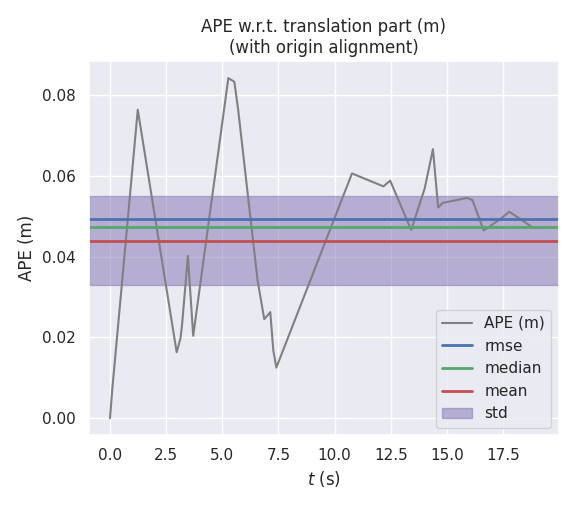 APE w.r.t. translation part (m)
(with origin alignment)
APE (m)
0.08
0.06
0.04
0.02
0.00
APE (m)
rmse
median
mean
std
0.0 2.5 5.0 7.5 10.0 12.5 15.0 17.5
t (s)